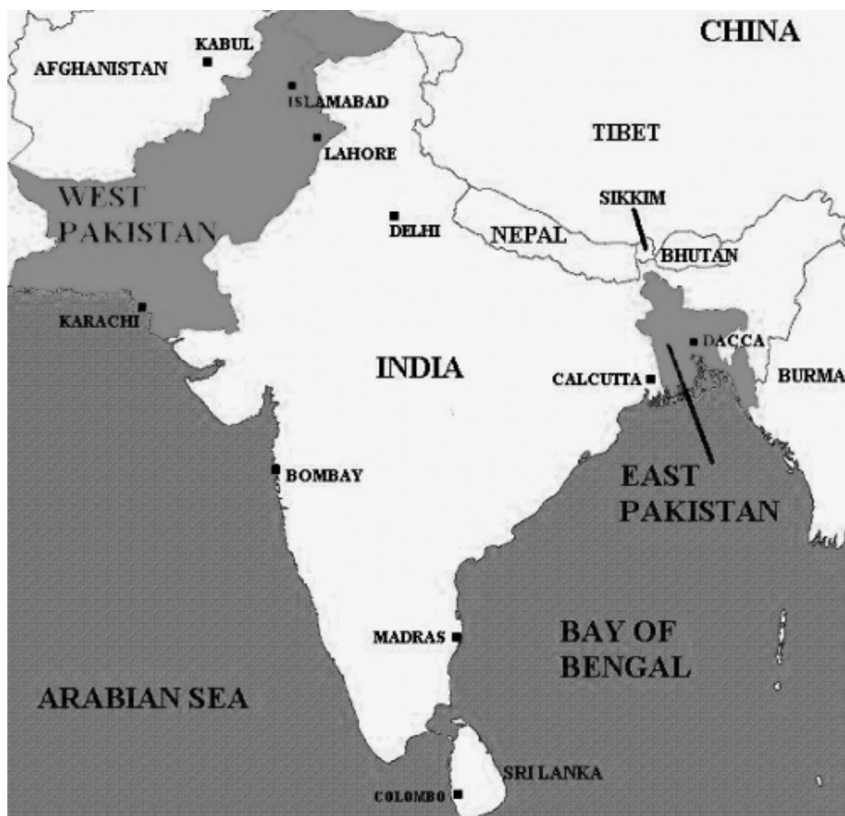 CHINA
KABUL
AFGHANISTAN
ISLAMABAD
TIBET
LAHORE
WEST
PAKISTAN
SIKKIM
DELHI
NEPAL
BHUTAN
KARACHI
DACCA
INDIA
CALCUTTA
BURMA
BOMBAY
EAST
PAKISTAN
MADRAS
BAY OF
BENGAL
ARABIAN SEA
SRI LANKA
COLOMBO